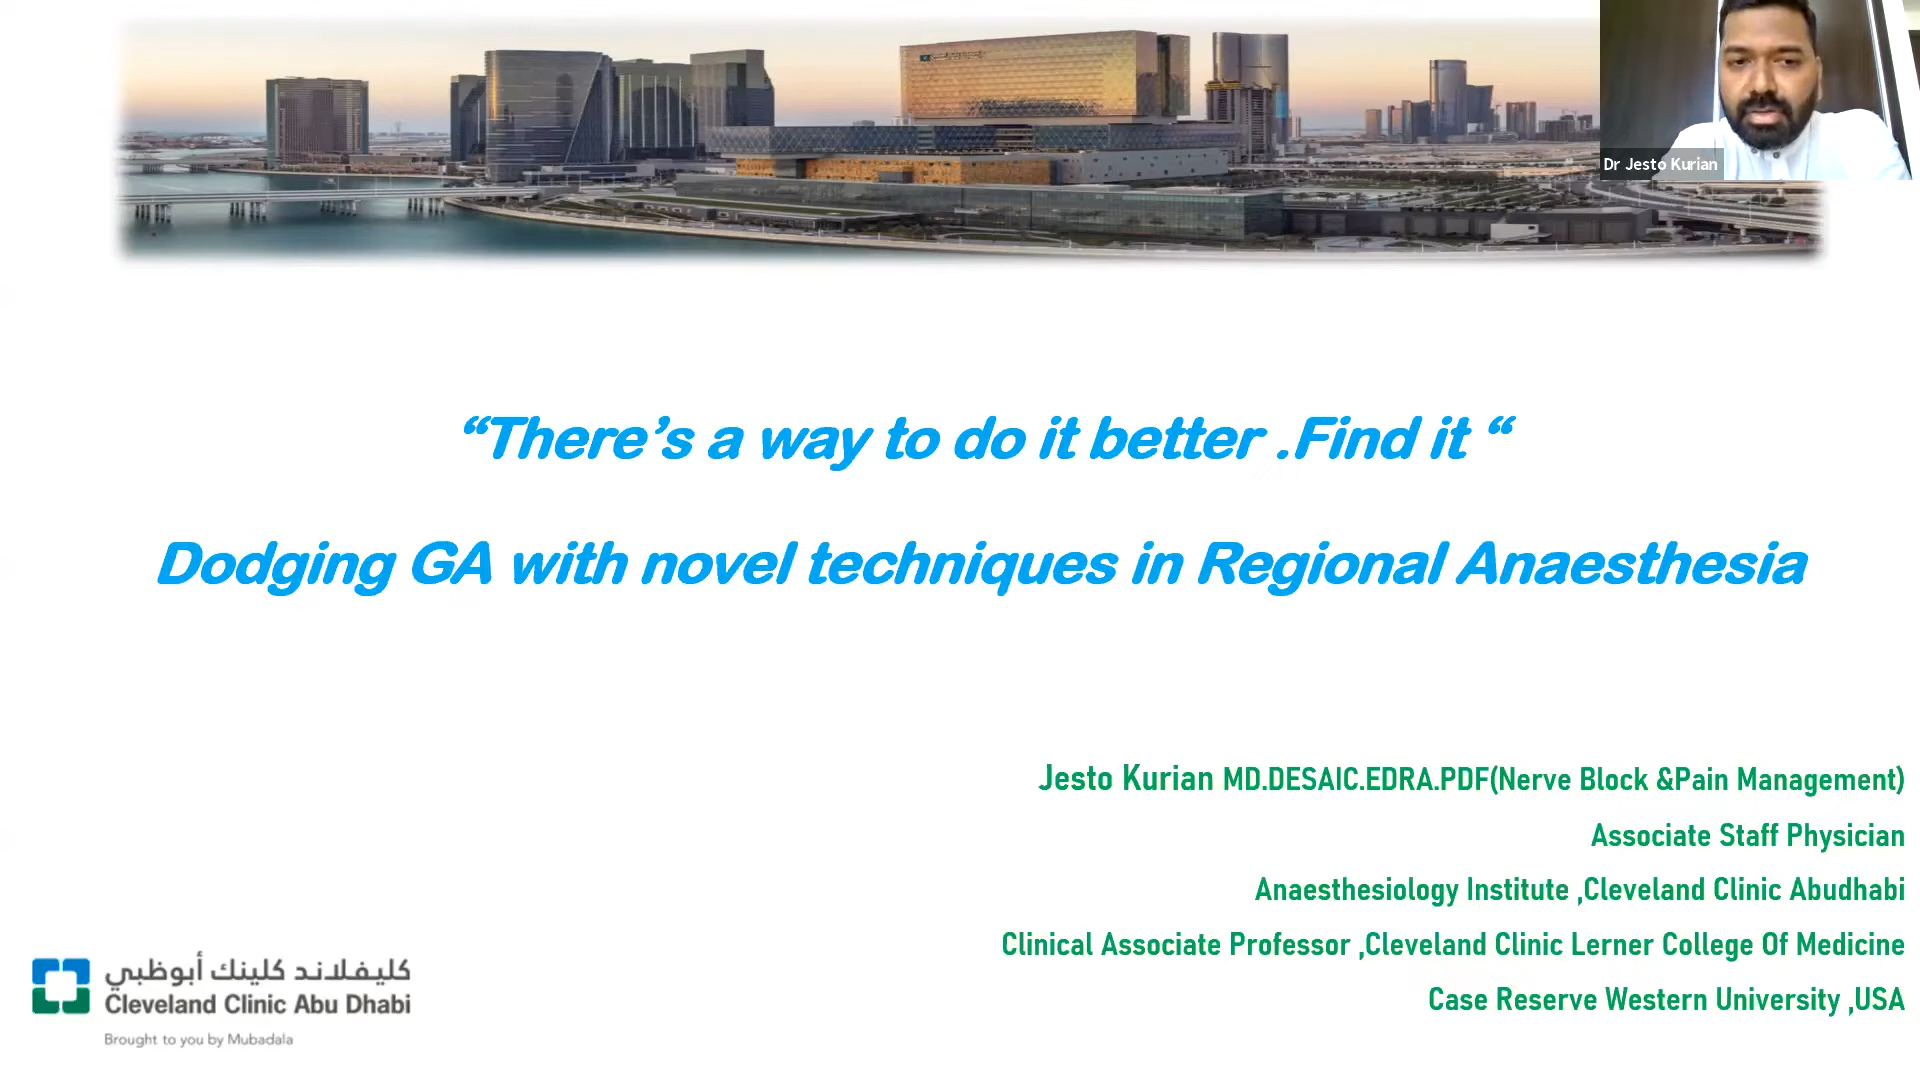 Dr Jesto Kurian
“There’s a way to do it better .Find it “
Dodging GA with novel techniques in Regional Anaesthesia
Jesto Kurian MD.DESAIC.EDRA.PDF(Nerve Block &Pain Management)
Associate Staff Physician
Anaesthesiology Institute ,Cleveland Clinic Abudhabi
Clinical Associate Professor ,Cleveland Clinic Lerner College Of Medicine
Case Reserve Western University ,USA
كليفلاند كلينك أبوظبي
Cleveland Clinic Abu Dhabi
Brought to you by Mubadala